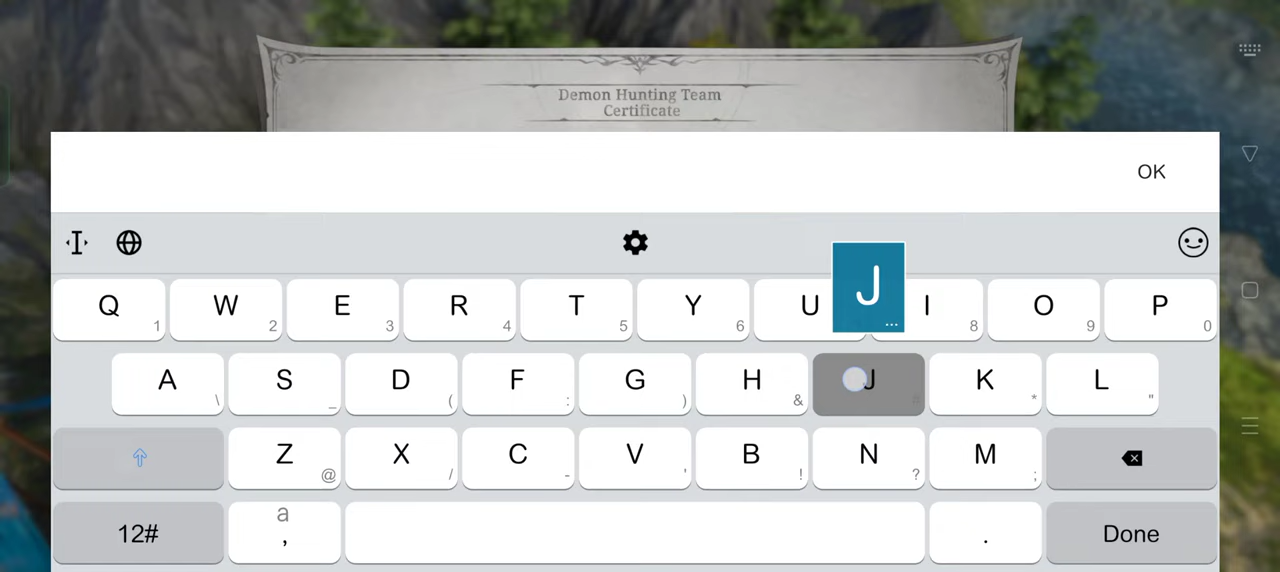 Demon Hunting Team
Certificate
OK
J
...
Q 1 W 2 E 3 R 4 T 5 Y 6 U I 8 O 9 P 0
A \ S _ D ( F : G ) H & J # K * L "
Z @ X / C - V ' B ! N ? M ;
12# a , . Done